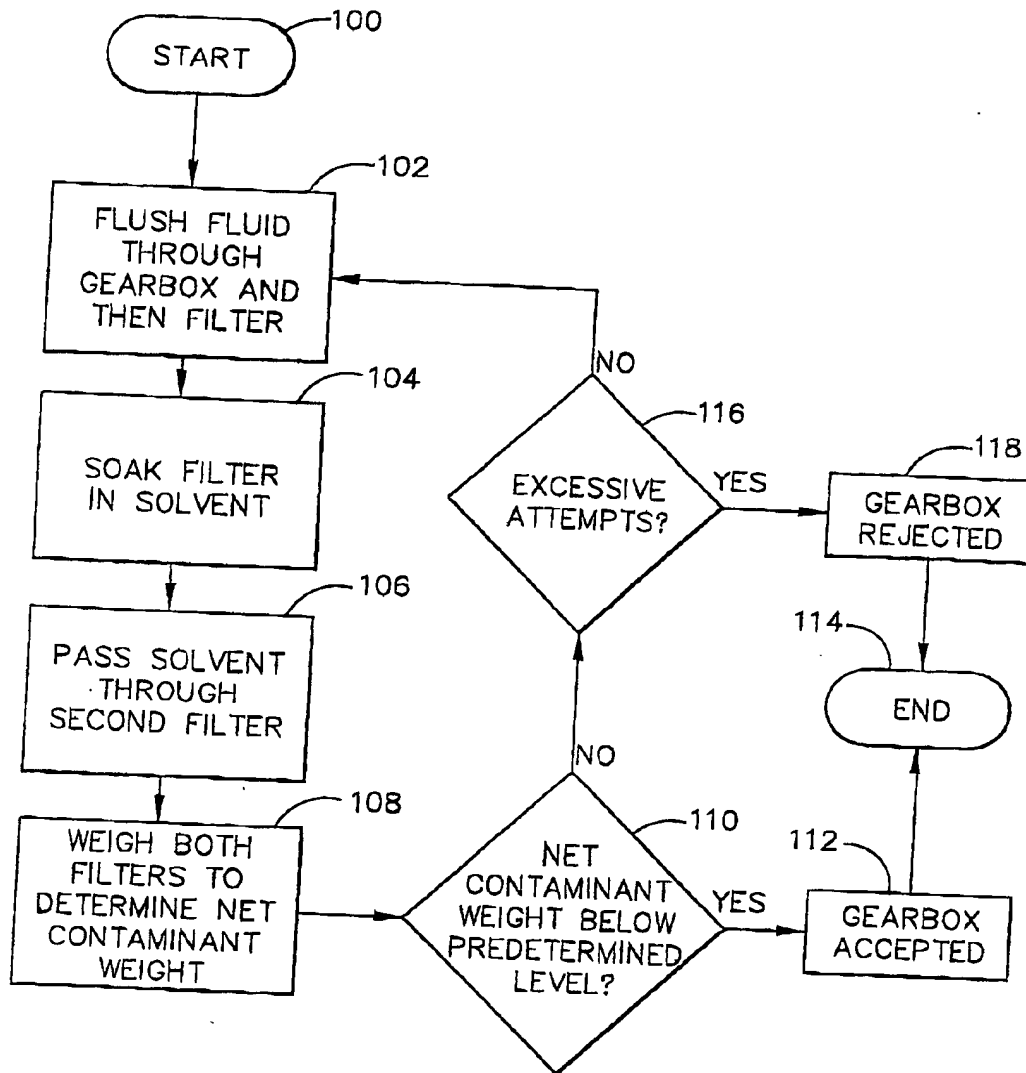 100
START
102
FLUSH FLUID
THROUGH
GEARBOX AND
THEN FILTER
104
SOAK FILTER
IN SOLVENT
106
PASS SOLVENT
THROUGH
SECOND FILTER
108
WEIGH BOTH
FILTERS TO
DETERMINE NET
CONTAMINANT
WEIGHT
110
NET
CONTAMINANT
WEIGHT BELOW
PREDETERMINED
LEVEL?
YES
112
GEARBOX
ACCEPTED
NO
116
EXCESSIVE
ATTEMPTS?
NO
YES
118
GEARBOX
REJECTED
114
END